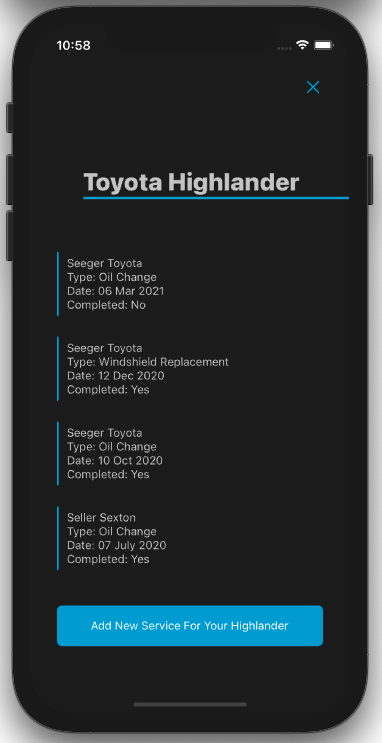 10:58
Toyota Highlander
Seeger Toyota
Type: Oil Change
Date: 06 Mar 2021
Completed: No
Seeger Toyota
Type: Windshield Replacement
Date: 12 Dec 2020
Completed: Yes
Seeger Toyota
Type: Oil Change
Date: 10 Oct 2020
Completed: Yes
Seller Sexton
Type: Oil Change
Date: 07 July 2020
Completed: Yes
Add New Service For Your Highlander